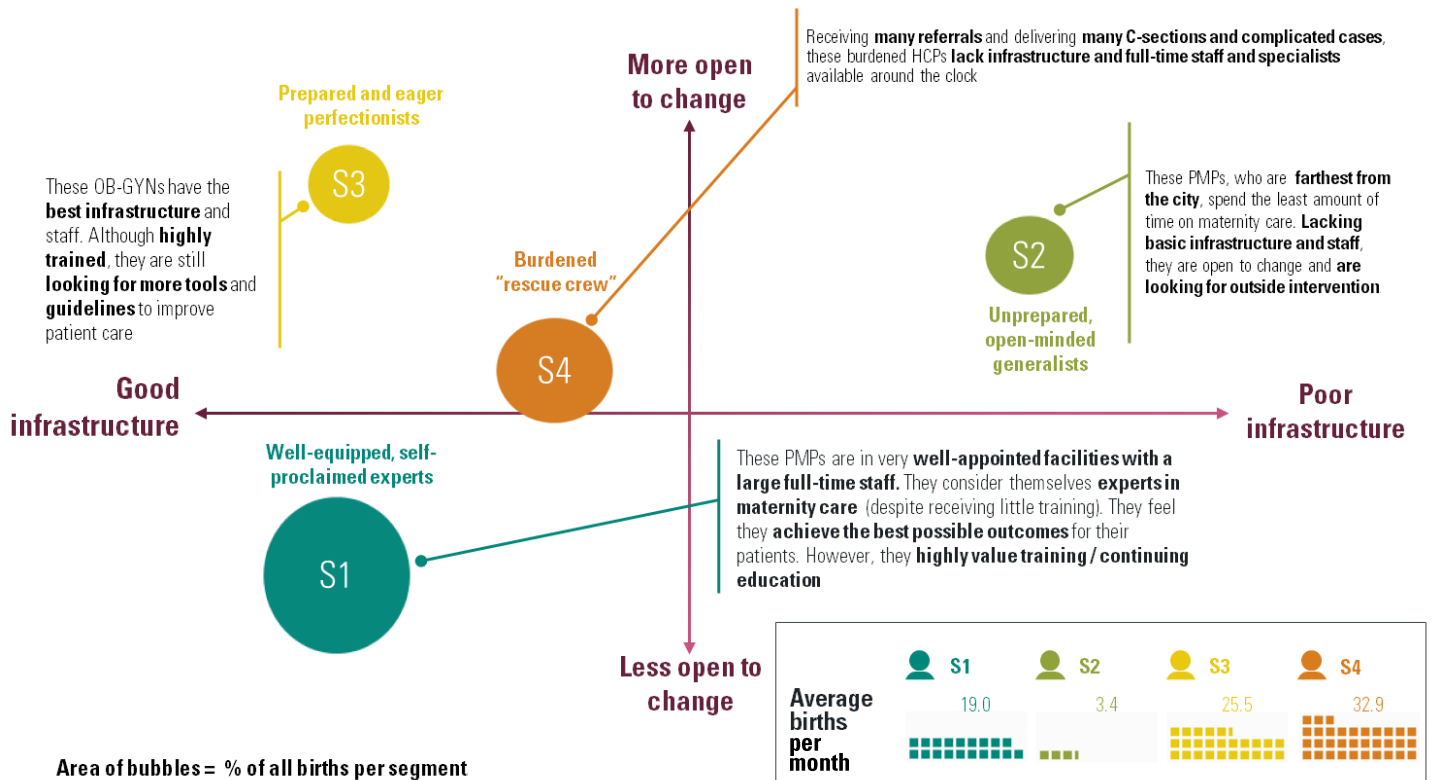 More open
to change
Receiving many referrals and delivering many C-sections and complicated cases,
these burdened HCPs lack infrastructure and full-time staff and specialists
available around the clock
Prepared and eager
perfectionists
S3
These OB-GYNs have the
best infrastructure and
staff. Although highly
trained, they are still
looking for more tools and
guidelines to improve
patient care
Burdened
“rescue crew”
S4
These PMPs, who are farthest from
the city, spend the least amount of
time on maternity care. Lacking
basic infrastructure and staff,
they are open to change and are
looking for outside intervention
S2
Unprepared,
open-minded
generalists
Good
infrastructure
Poor
infrastructure
Well-equipped, self-
proclaimed experts
S1
These PMPs are in very well-appointed facilities with a
large full-time staff. They consider themselves experts in
maternity care (despite receiving little training). They feel
they achieve the best possible outcomes for their
patients. However, they highly value training / continuing
education
Less open to
change
S1
S2
S3
S4
Average
births
per
month
19.0
3.4
25.5
32.9
Area of bubbles = % of all births per segment